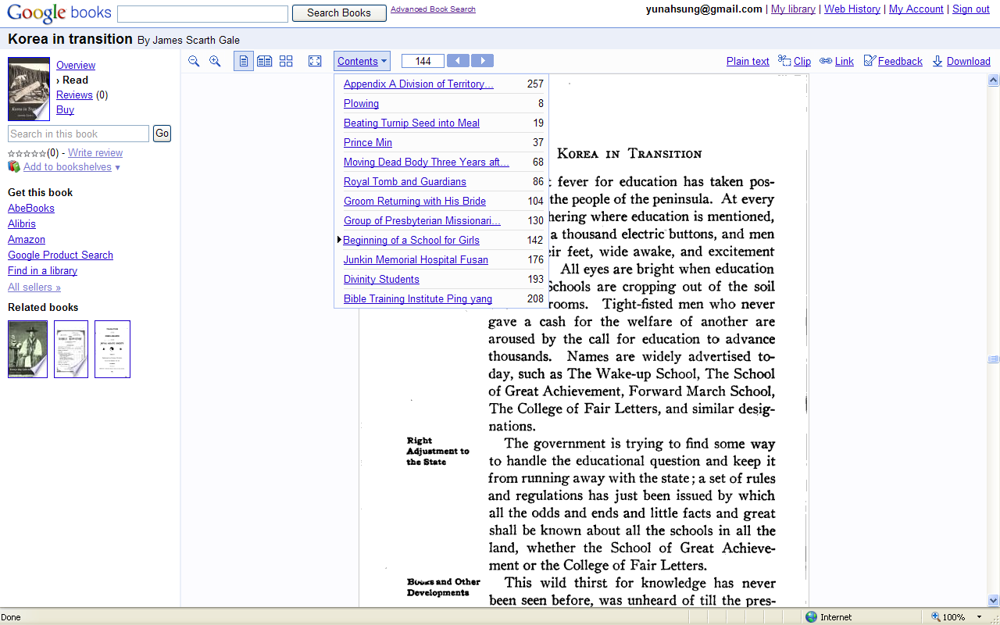 Google books
Search Books
Advanced Book Search
yunahsung@gmail.com | My library | Web History | My Account | Sign out
Korea in transition By James Scarth Gale
Overview
› Read
Reviews (0)
Buy
Search in this book
Go
(0) - Write review
Add to bookshelves ▼
Get this book
AbeBooks
Alibris
Amazon
Google Product Search
Find in a library
All sellers »
Related books
Contents
144
Plain text
Clip
Link
Feedback
Download
Appendix A Division of Territory... 257
Plowing 8
Beating Turnip Seed into Meal 19
Prince Min 37
Moving Dead Body Three Years aft... 68
Royal Tomb and Guardians 86
Groom Returning with His Bride 104
Group of Presbyterian Missionari... 130
Beginning of a School for Girls 142
Junkin Memorial Hospital Fusan 176
Divinity Students 193
Bible Training Institute Ping yang 208
KOREA IN TRANSITION
fever for education has taken pos-
the people of the peninsula. At every
hering where education is mentioned,
a thousand electric buttons, and men
eir feet, wide awake, and excitement
All eyes are bright when education
Schools are cropping out of the soil
rooms. Tight-fisted men who never
gave a cash for the welfare of another are
aroused by the call for education to advance
thousands. Names are widely advertised to-
day, such as The Wake-up School, The School
of Great Achievement, Forward March School,
The College of Fair Letters, and similar desig-
nations.
Right
Adjustment to
the State
The government is trying to find some way
to handle the educational question and keep it
from running away with the state; a set of rules
and regulations has just been issued by which
all the odds and ends and little facts and great
shall be known about all the schools in all the
land, whether the School of Great Achieve-
ment or the College of Fair Letters.
Books and Other
Developments
This wild thirst for knowledge has never
been seen before, was unheard of till the pres-
Done
Internet
100%